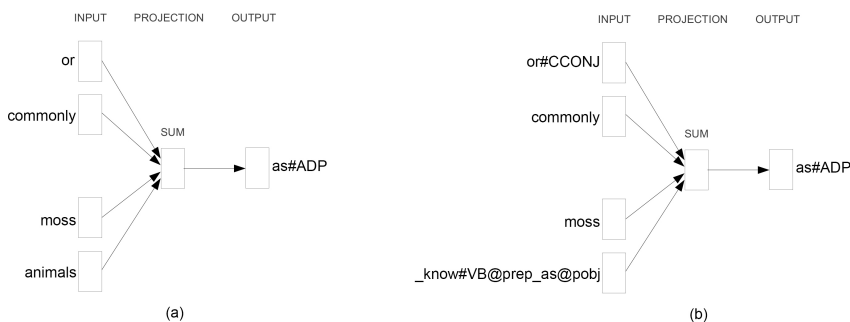 INPUT PROJECTION OUTPUT
or
commonly
SUM
as#ADP
moss
animals
(a)
INPUT PROJECTION OUTPUT
or#CCONJ
commonly
SUM
as#ADP
moss
_know#VB@prep_as@pobj
(b)